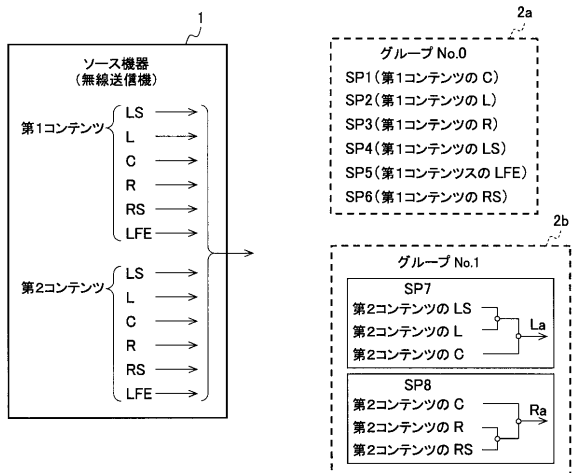 1
ソース機器
(無線送信機)
第1コンテンツ
LS
L
C
R
RS
LFE
第2コンテンツ
LS
L
C
R
RS
LFE
2a
グループ No.0
SP1(第1コンテンツの C)
SP2(第1コンテンツの L)
SP3(第1コンテンツの R)
SP4(第1コンテンツの LS)
SP5(第1コンテンツスの LFE)
SP6(第1コンテンツの RS)
2b
グループ No.1
SP7
第2コンテンツの LS
第2コンテンツの L
第2コンテンツの C
La
SP8
第2コンテンツの C
第2コンテンツの R
第2コンテンツの RS
Ra